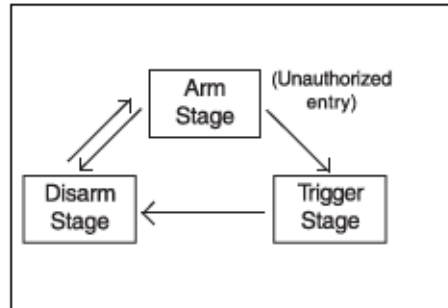 Arm
Stage
(Unauthorized
entry)
Disarm
Stage
Trigger
Stage